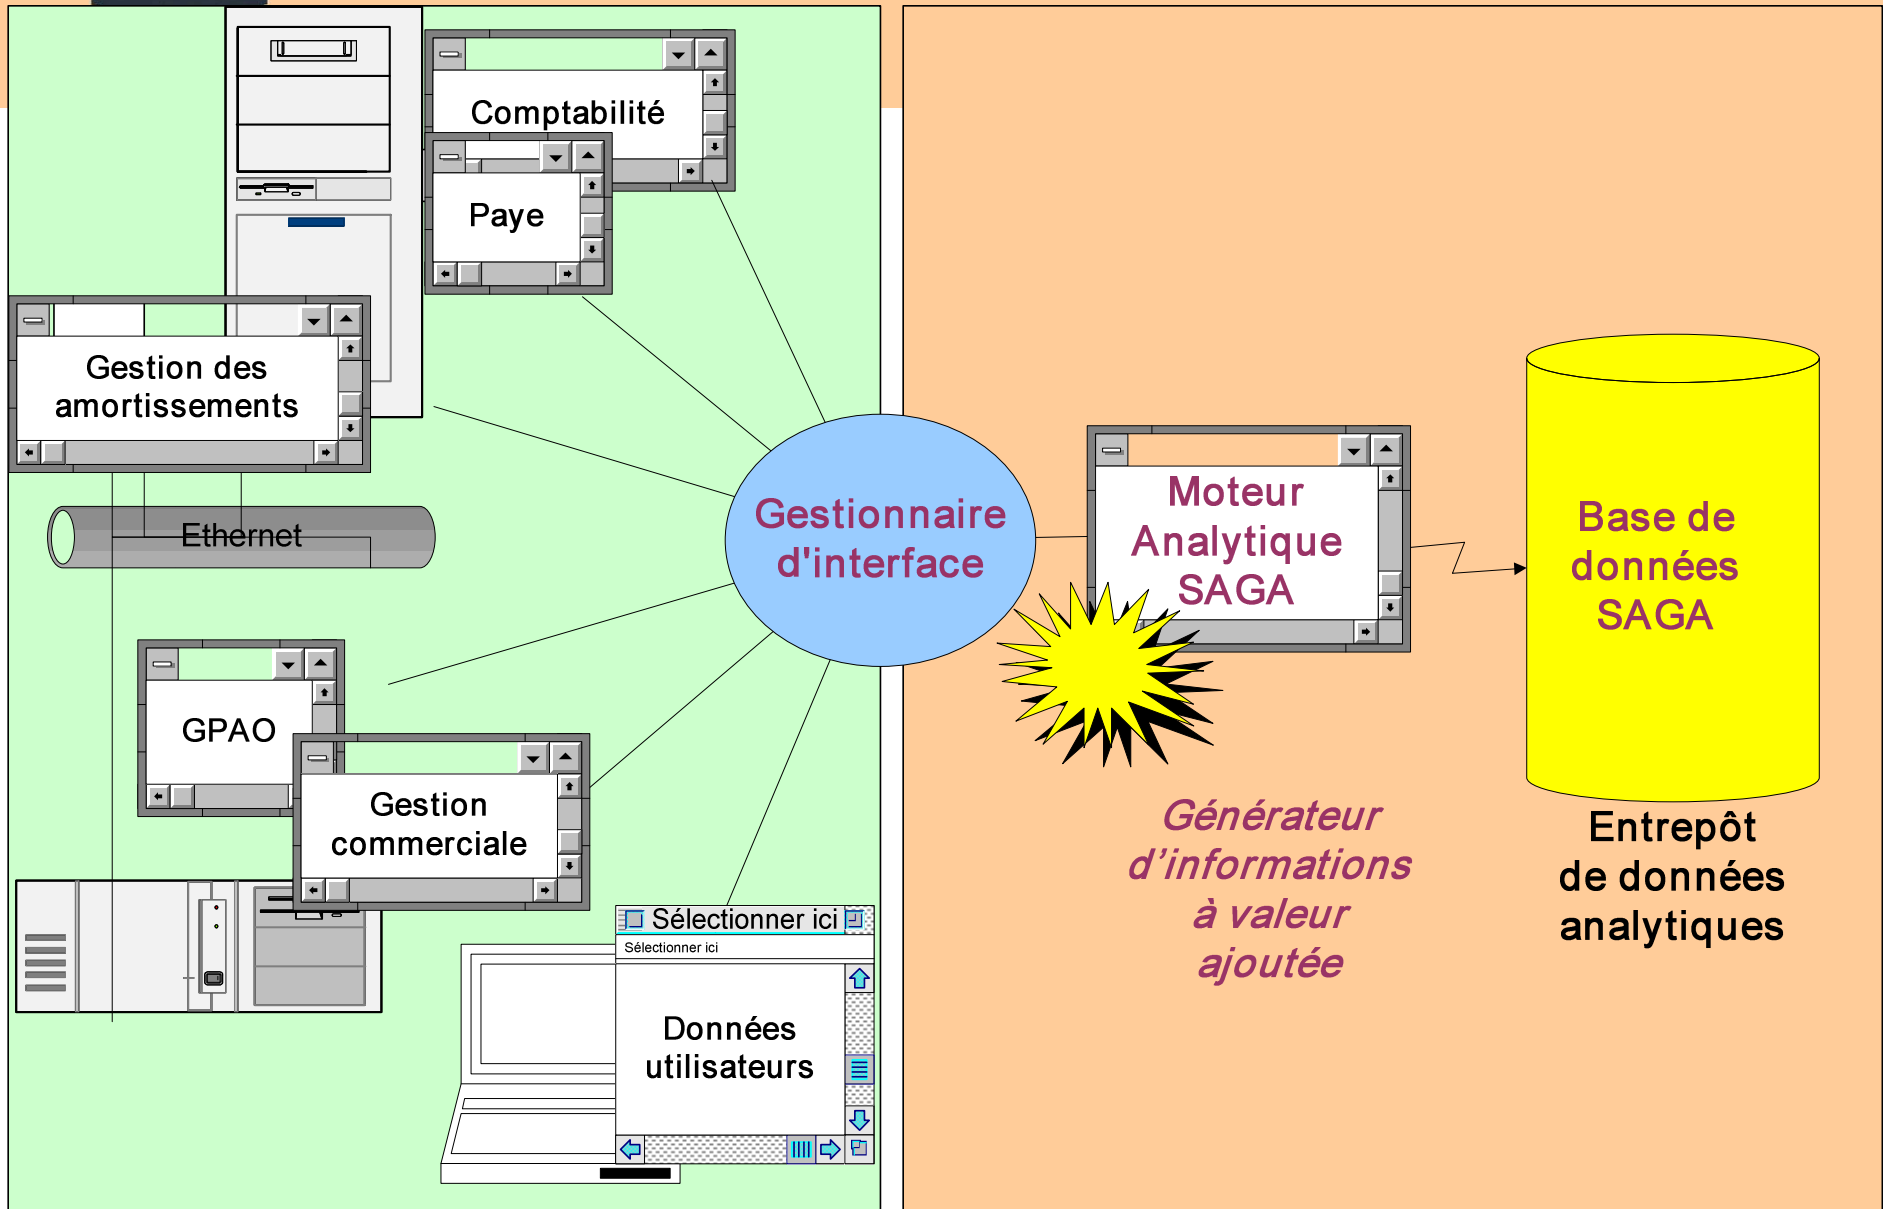 Comptabilité
Paye
Gestion des
amortissements
Ethernet
GPAO
Gestion
commerciale
Sélectionner ici
Sélectionner ici
Données
utilisateurs
Gestionnaire
d'interface
Moteur
Analytique
SAGA
Générateur
d’informations
à valeur
ajoutée
Base de
données
SAGA
Entrepôt
de données
analytiques